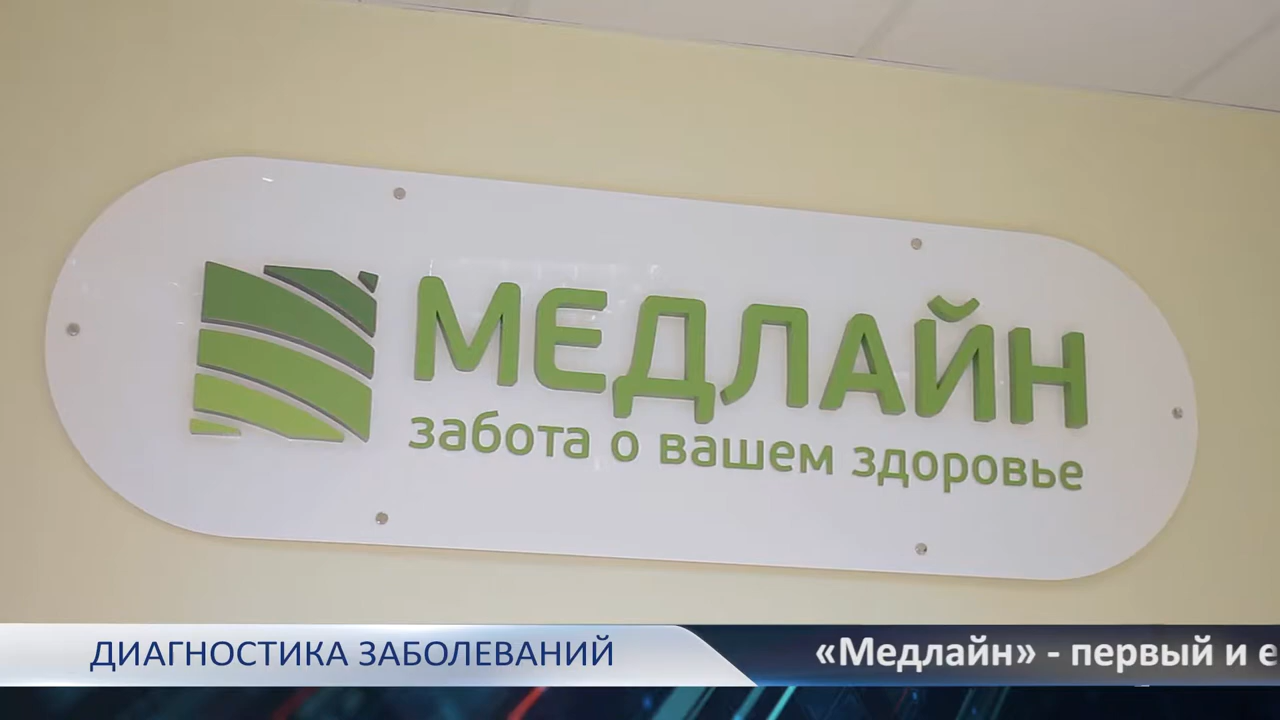 МЕДЛАЙН
забота о вашем здоровье
ДИАГНОСТИКА ЗАБОЛЕВАНИЙ
«Медлайн» - первый и е